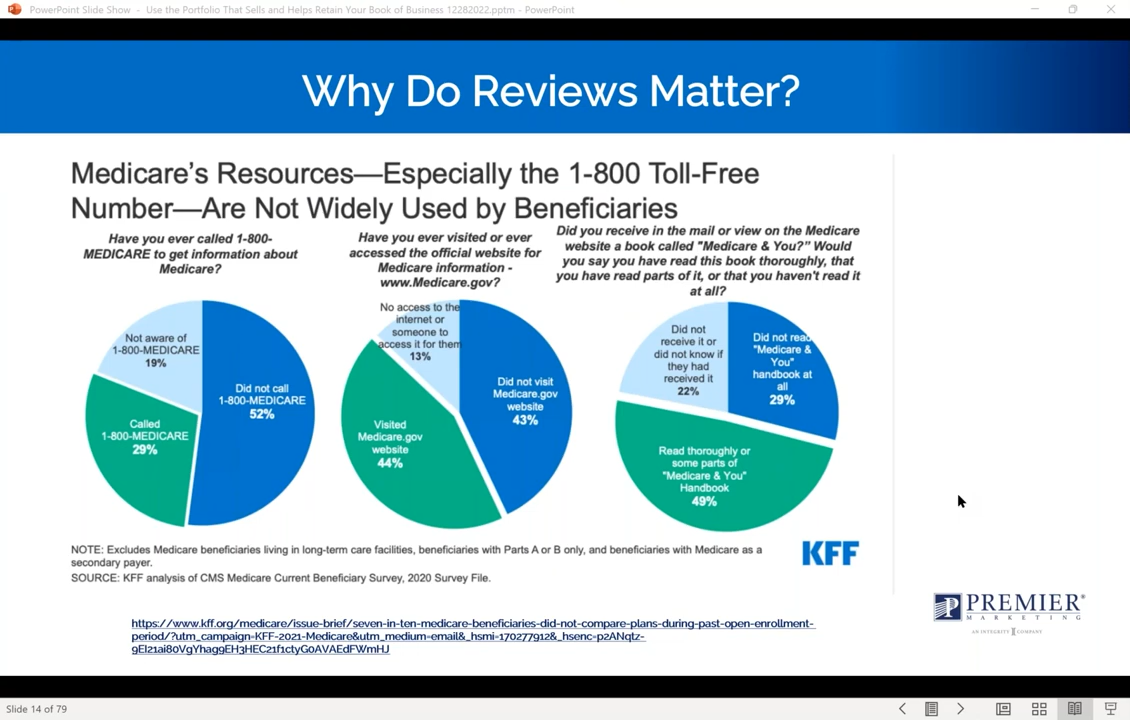 PowerPoint Slide Show - Use the Portfolio That Sells and Helps Retain Your Book of Business 12282022.pptm - PowerPoint
Why Do Reviews Matter?
Medicare's Resources—Especially the 1-800 Toll-Free
Number—Are Not Widely Used by Beneficiaries
Have you ever called 1-800-
MEDICARE to get information about
Medicare?
Not aware of
1-800-MEDICARE
19%
Did not call
1-800-MEDICARE
52%
Called
1-800-MEDICARE
29%
Have you ever visited or ever
accessed the official website for
Medicare information -
www.Medicare.gov?
No access to the
internet or
someone to
access it for them
13%
Did not visit
Medicare.gov
website
43%
Visited
Medicare.gov
website
44%
Did you receive in the mail or view on the Medicare
website a book called "Medicare & You?" Would
you say you have read this book thoroughly, that
you have read parts of it, or that you haven't read it
at all?
Did not
receive it or
did not know if
they had
received it
22%
Did not read
"Medicare &
You"
handbook at
all
29%
Read thoroughly or
some parts of
"Medicare & You"
Handbook
49%
NOTE: Excludes Medicare beneficiaries living in long-term care facilities, beneficiaries with Parts A or B only, and beneficiaries with Medicare as a
secondary payer.
SOURCE: KFF analysis of CMS Medicare Current Beneficiary Survey, 2020 Survey File.
KFF
https://www.kff.org/medicare/issue-brief/seven-in-ten-medicare-beneficiaries-did-not-compare-plans-during-past-open-enrollment-
period/?utm_campaign=KFF-2021-Medicare&utm_medium=email&_hsmi=170277912&_hsenc=p2ANqtz-
9EI21ai80VgYhag9EH3HEC21f1ctyG0AVAEdFWmHJ
PREMIER®
MARKETING
AN INTEGRITY COMPANY
Slide 14 of 79